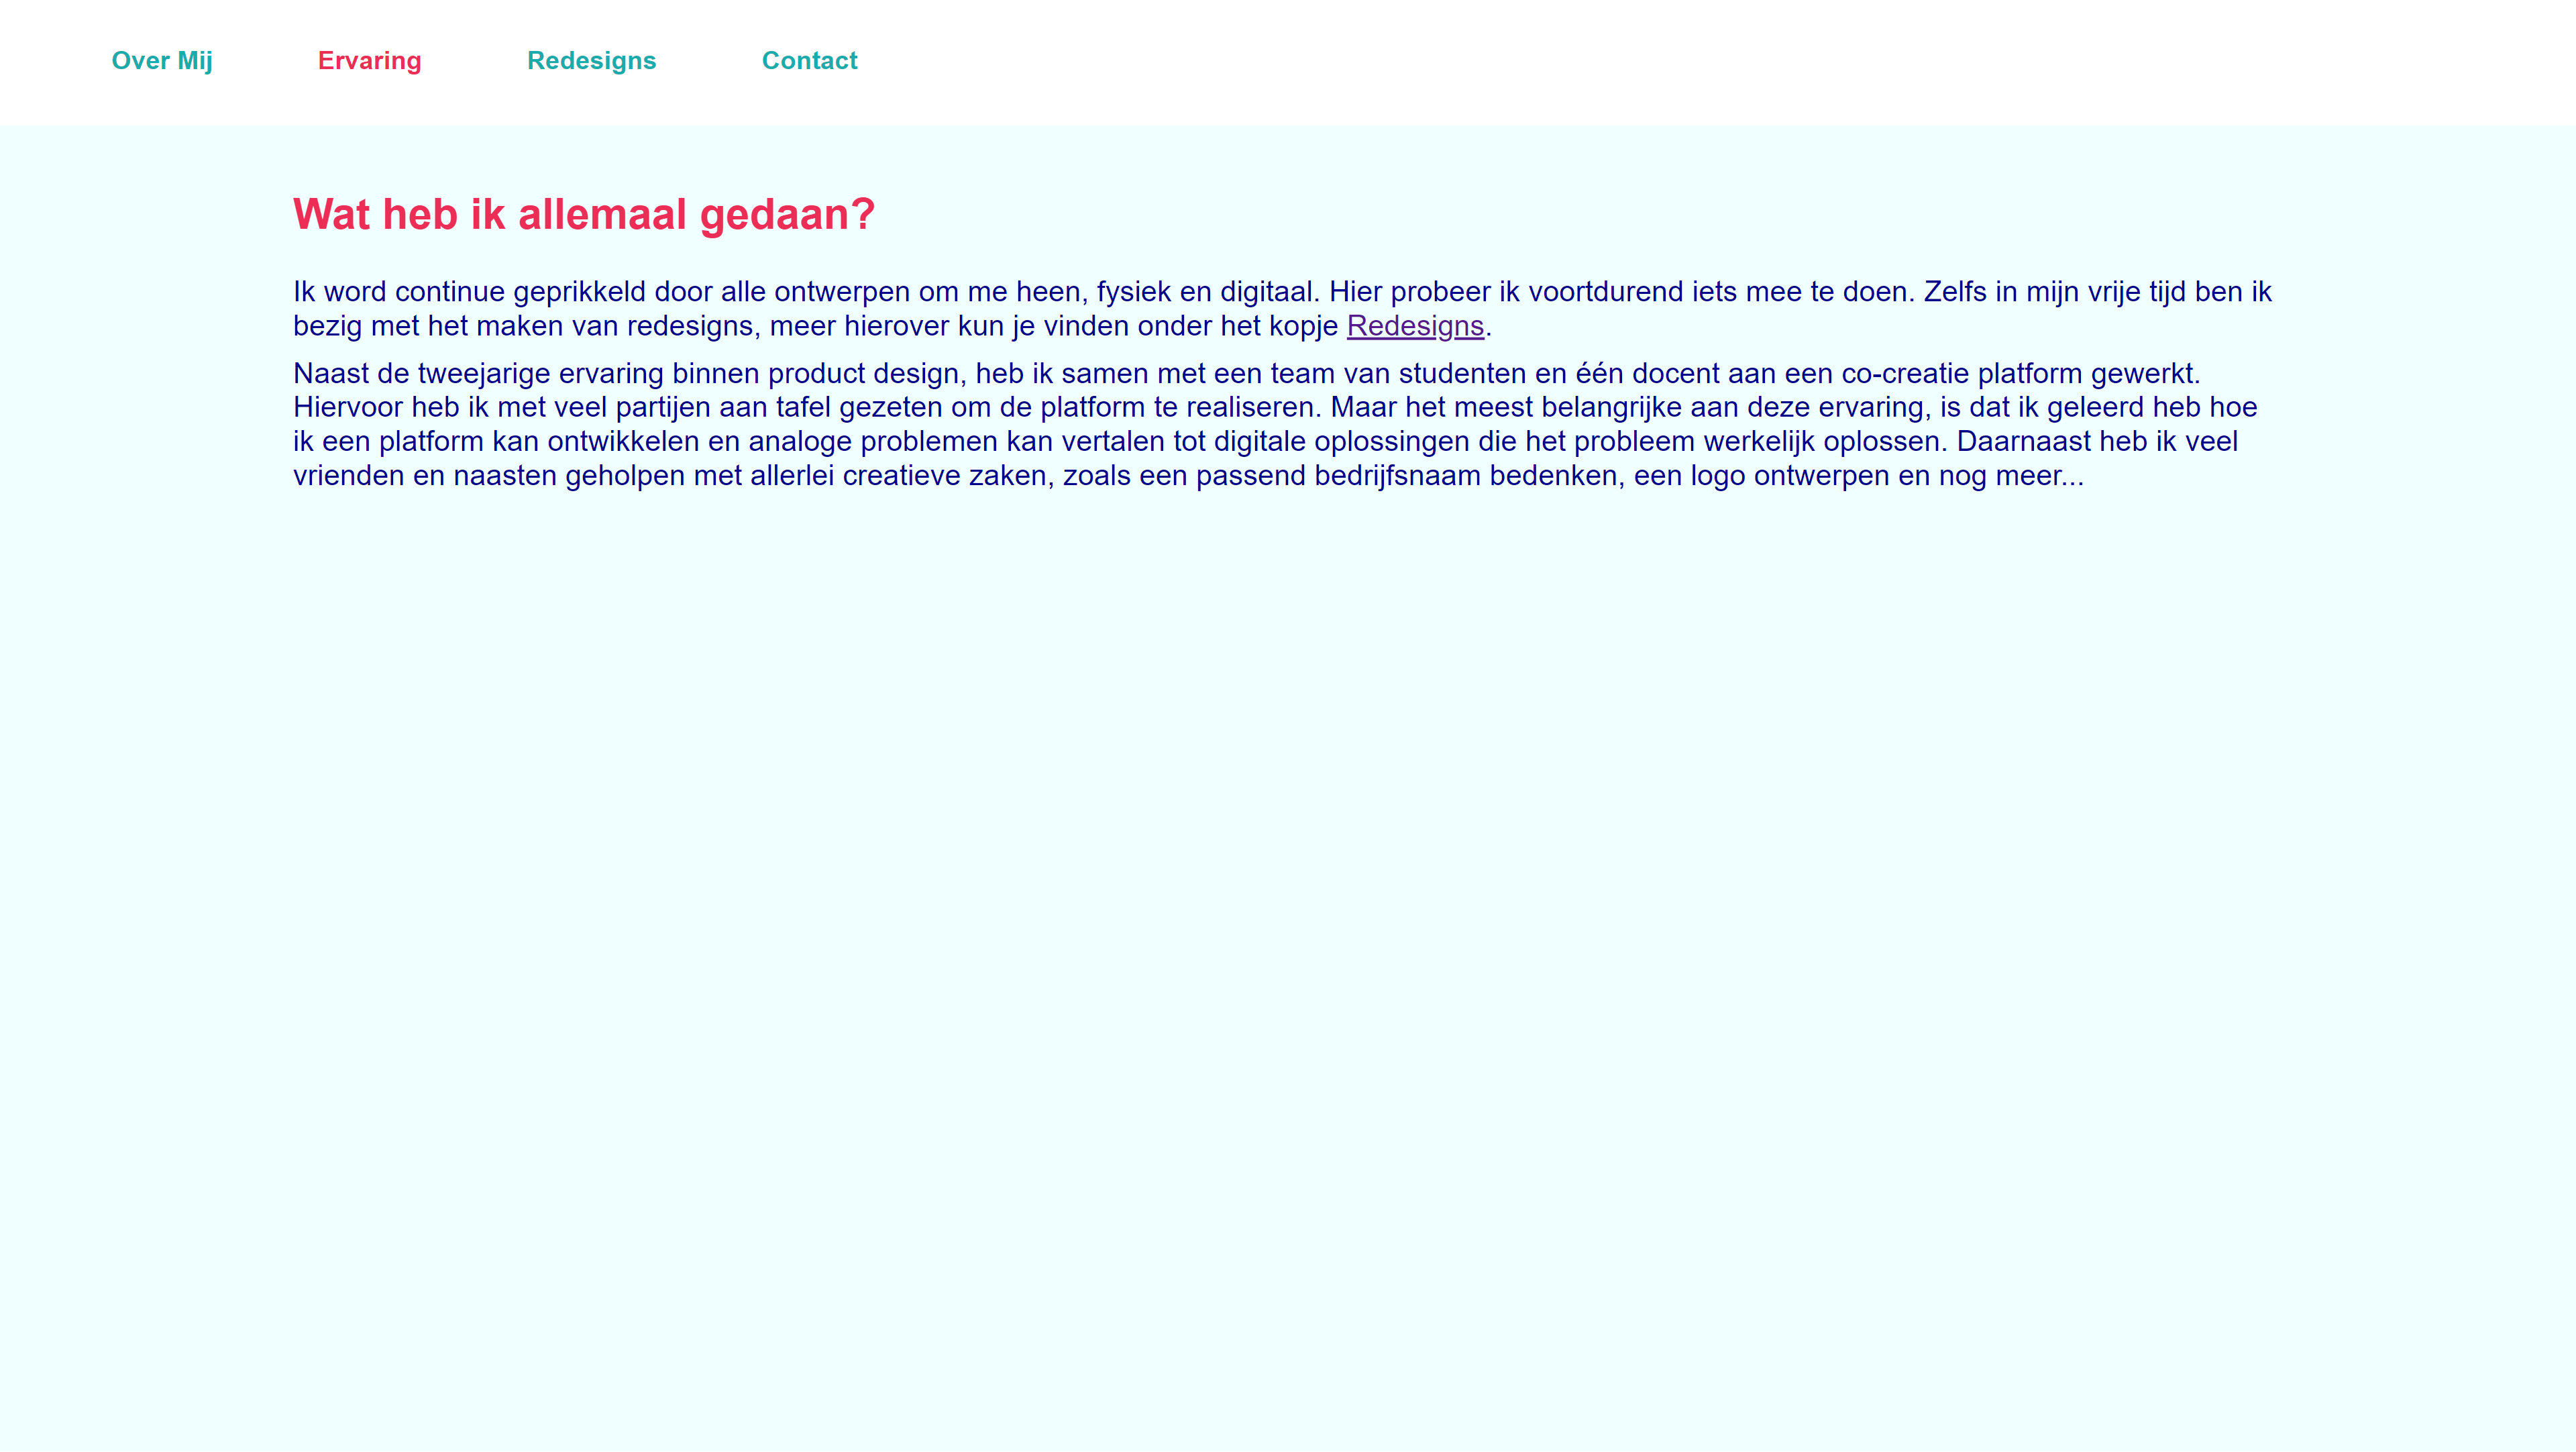 Over Mij Ervaring Redesigns Contact
Wat heb ik allemaal gedaan?
Ik word continue geprikkeld door alle ontwerpen om me heen, fysiek en digitaal. Hier probeer ik voortdurend iets mee te doen. Zelfs in mijn vrije tijd ben ik
bezig met het maken van redesigns, meer hierover kun je vinden onder het kopje Redesigns.
Naast de tweejarige ervaring binnen product design, heb ik samen met een team van studenten en één docent aan een co-creatie platform gewerkt.
Hiervoor heb ik met veel partijen aan tafel gezeten om de platform te realiseren. Maar het meest belangrijke aan deze ervaring, is dat ik geleerd heb hoe
ik een platform kan ontwikkelen en analoge problemen kan vertalen tot digitale oplossingen die het probleem werkelijk oplossen. Daarnaast heb ik veel
vrienden en naasten geholpen met allerlei creatieve zaken, zoals een passend bedrijfsnaam bedenken, een logo ontwerpen en nog meer...